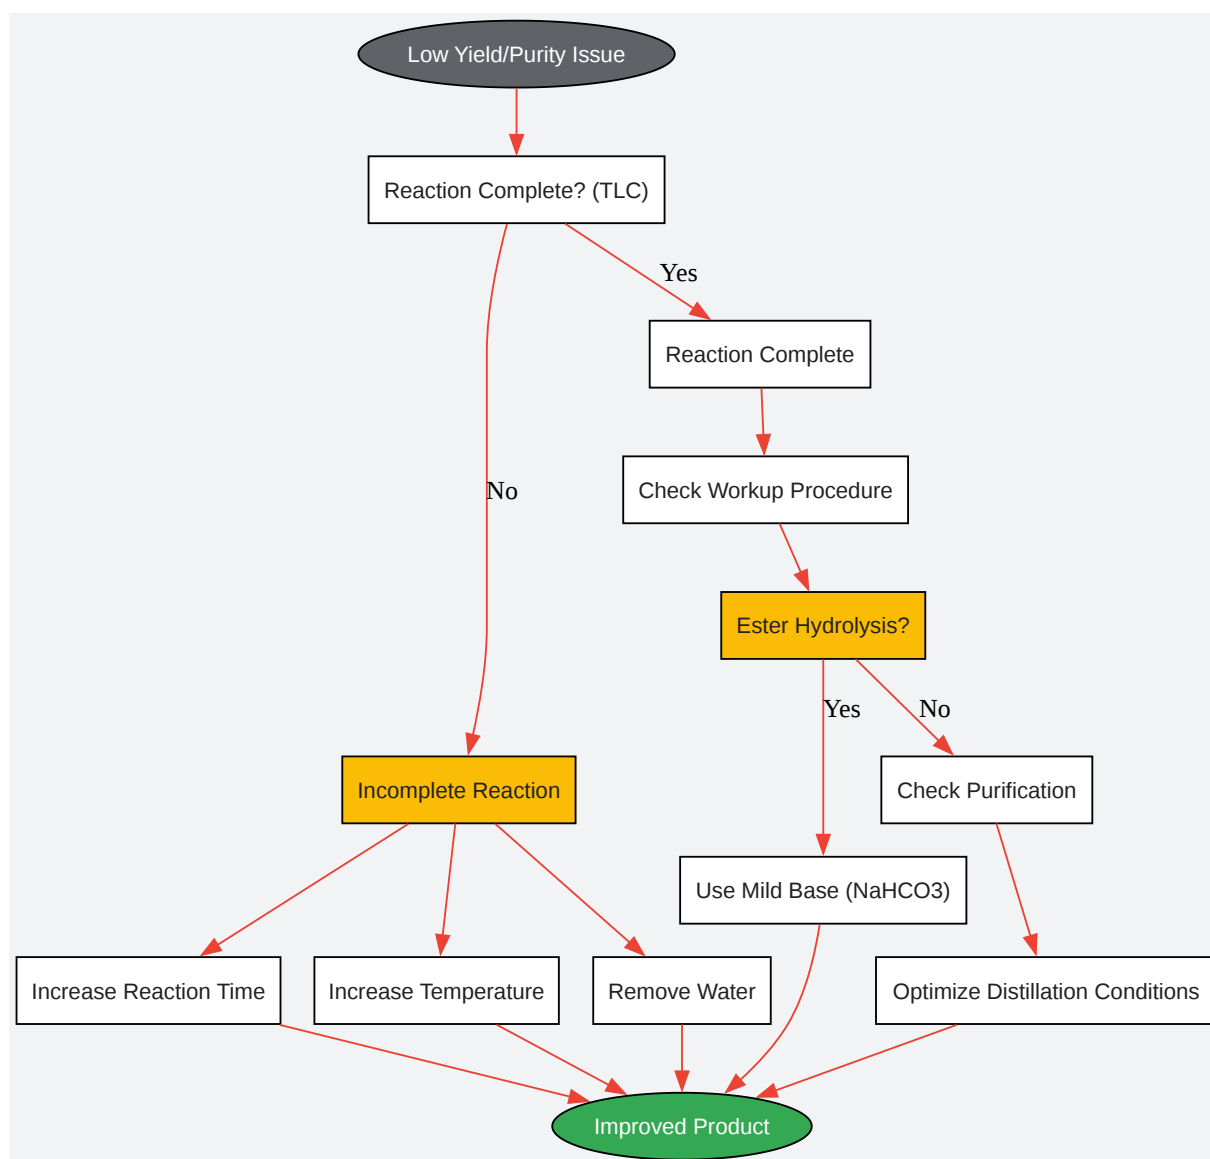 Low Yield/Purity Issue
Reaction Complete? (TLC)
Yes
Reaction Complete
Check Workup Procedure
No
Ester Hydrolysis?
Yes
No
Incomplete Reaction
Check Purification
Use Mild Base (NaHCO3)
Increase Reaction Time
Increase Temperature
Remove Water
Optimize Distillation Conditions
Improved Product